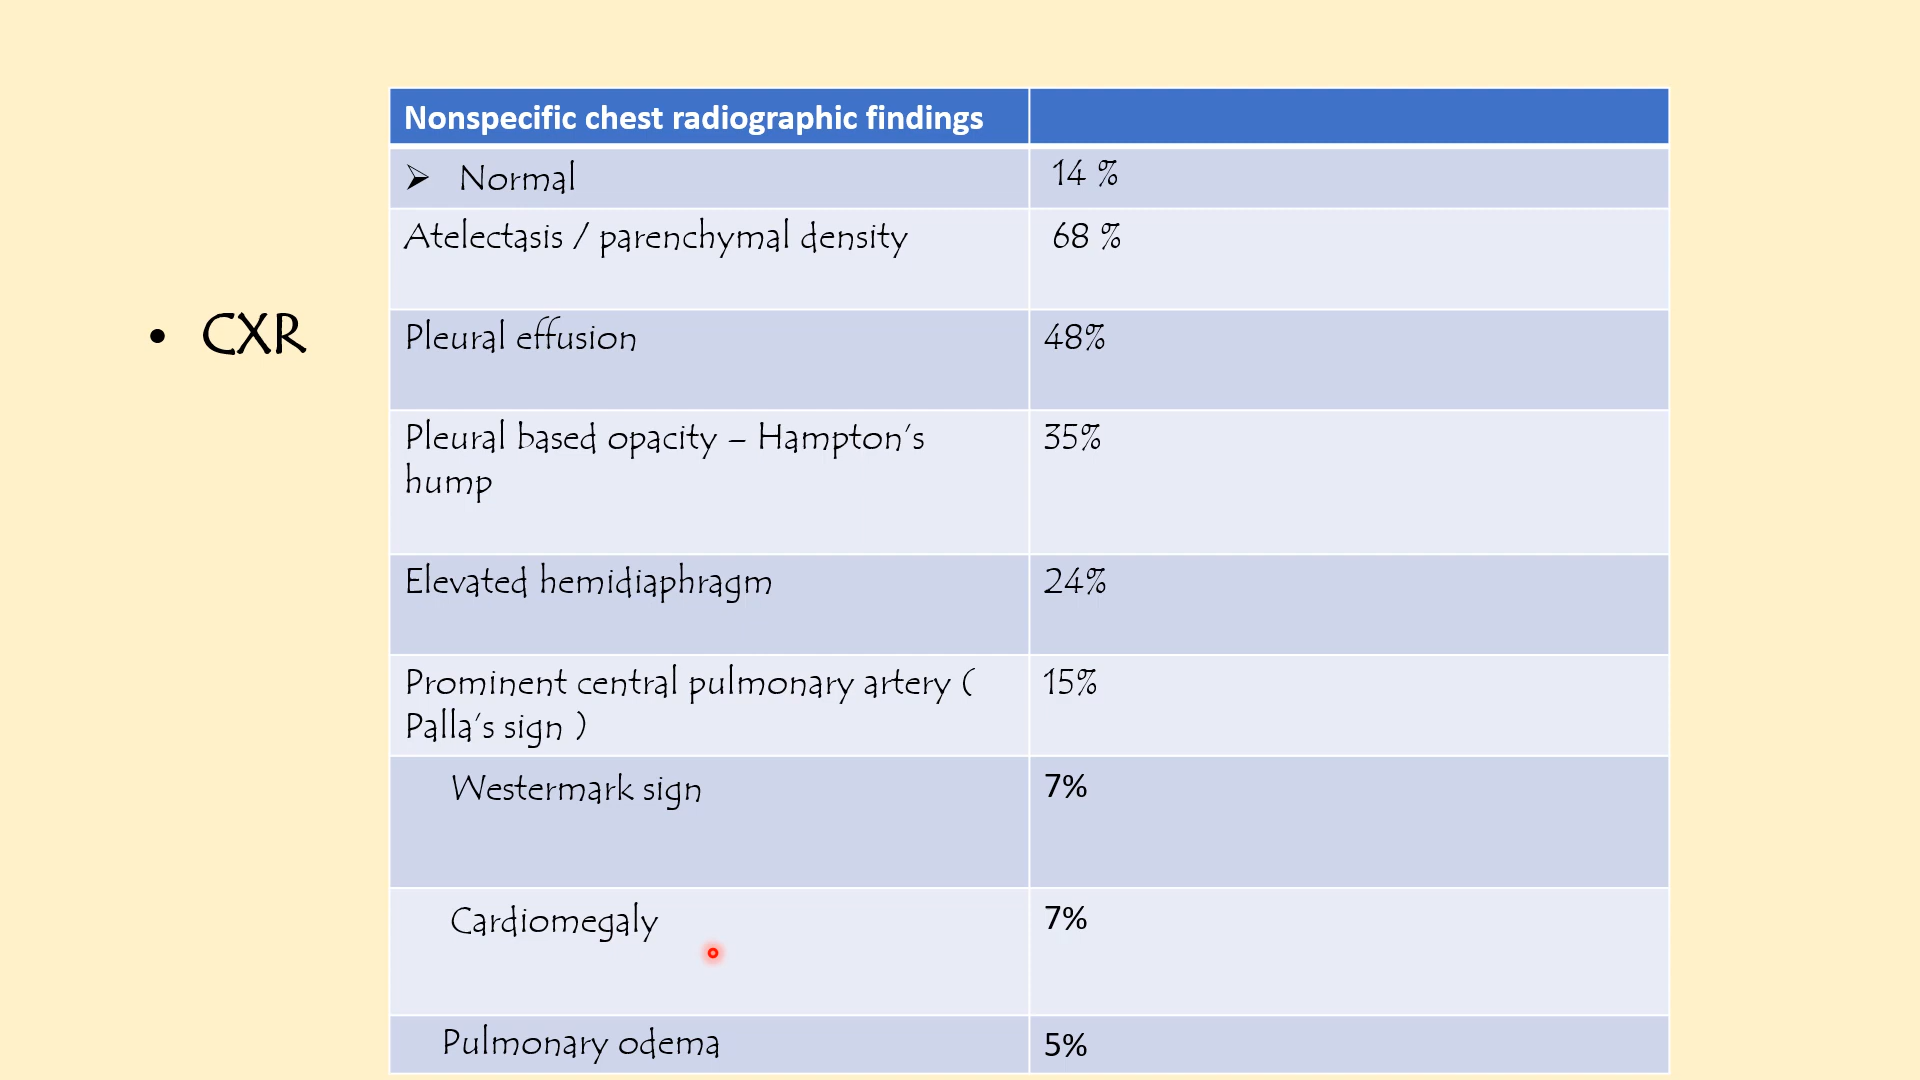 • CXR
Nonspecific chest radiographic findings
➢ Normal 14 %
Atelectasis / parenchymal density 68 %
Pleural effusion 48%
Pleural based opacity – Hampton's 35%
hump
Elevated hemidiaphragm 24%
Prominent central pulmonary artery ( 15%
Palla's sign )
Westermark sign 7%
Cardiomegaly 7%
Pulmonary odema 5%